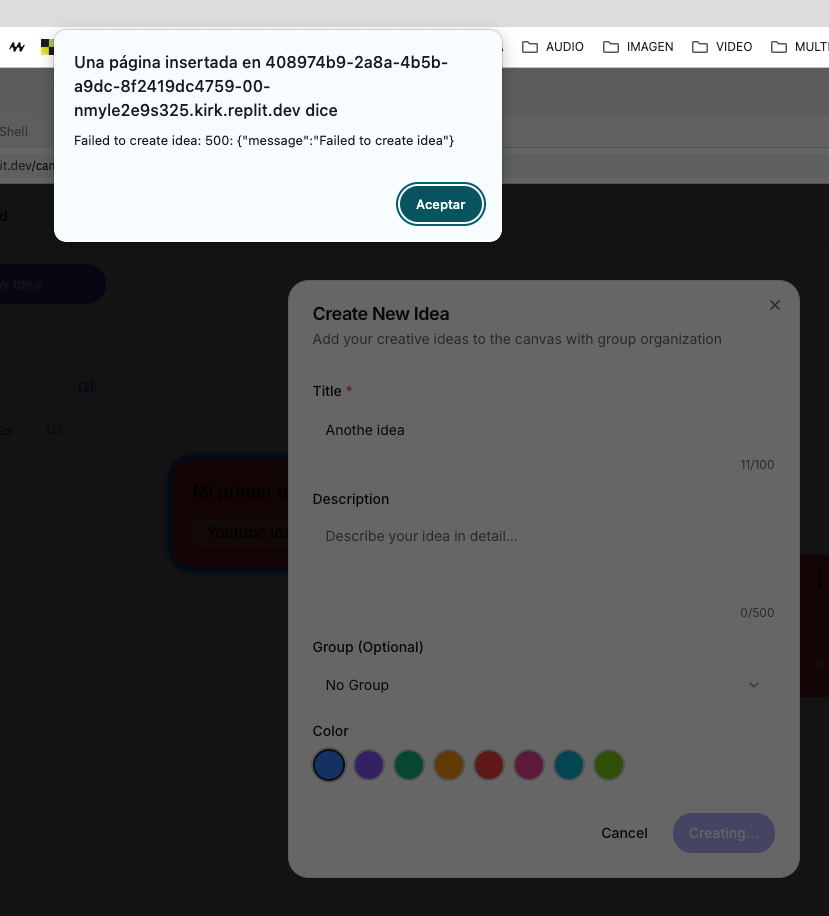 AUDIO
IMAGEN
VIDEO
Una página insertada en 408974b9-2a8a-4b5b-
a9dc-8f2419dc4759-00-
nmyle2e9s325.kirk.replit.dev dice
Failed to create idea: 500: {"message":"Failed to create idea"}
Aceptar
Shell
it.dev/can
d
w Idea
(2)
as (2)
Mi primer i
Youtube ide
Create New Idea
Add your creative ideas to the canvas with group organization
Title *
Anothe idea
11/100
Description
Describe your idea in detail...
0/500
Group (Optional)
No Group
Color
Cancel
Creating...